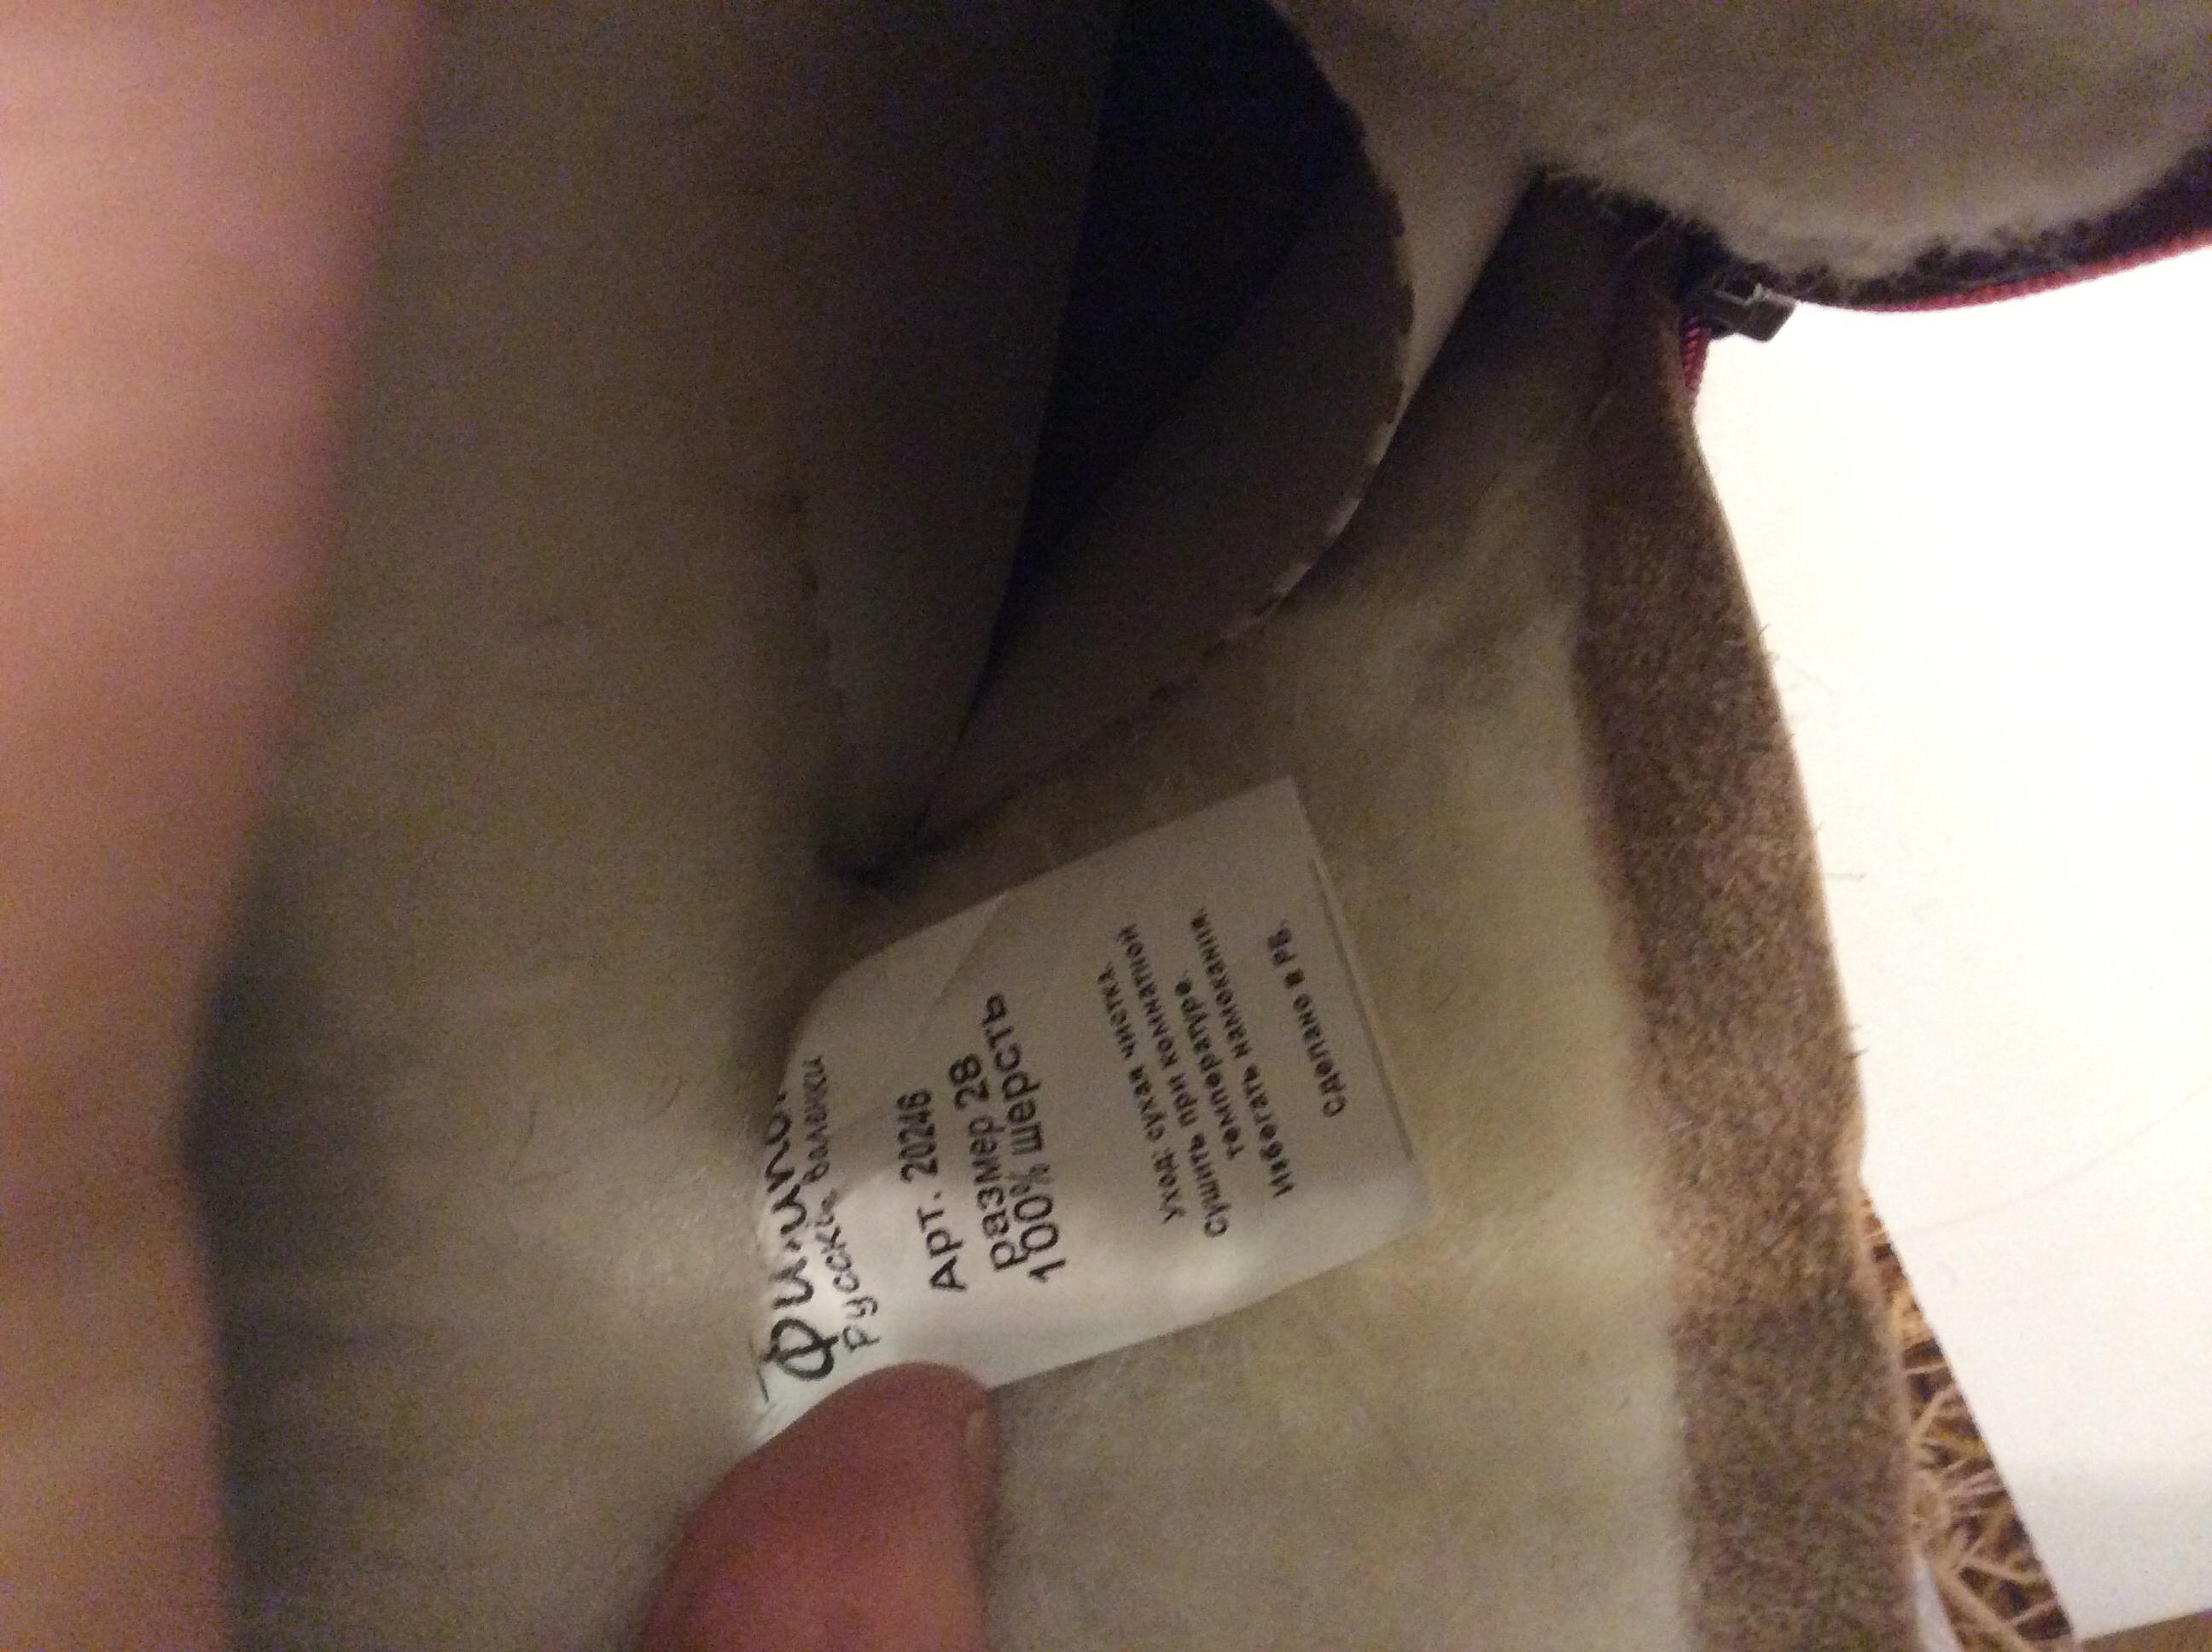 Русские валенки
Арт. 20246
Размер 28
100% шерсть
Уход: сухая чистка.
Сушить при комнатной
температуре.
Избегать намокания.
Сделано в РБ.